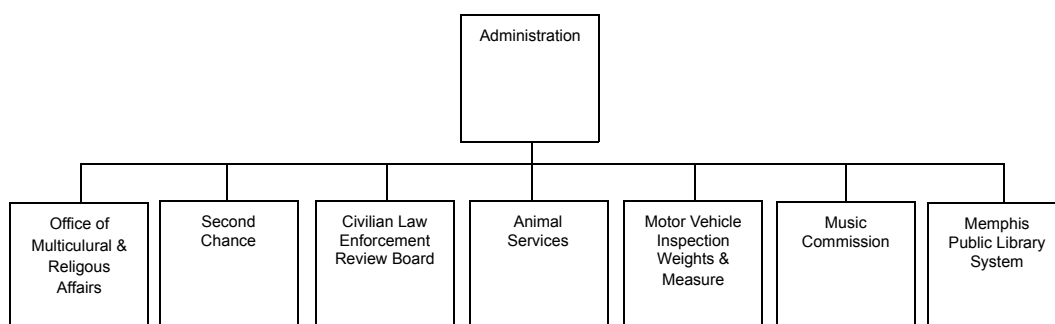 Administration
Office of
Multiculural &
Religous
Affairs
Second
Chance
Civilian Law
Enforcement
Review Board
Animal
Services
Motor Vehicle
Inspection
Weights &
Measure
Music
Commission
Memphis
Public Library
System